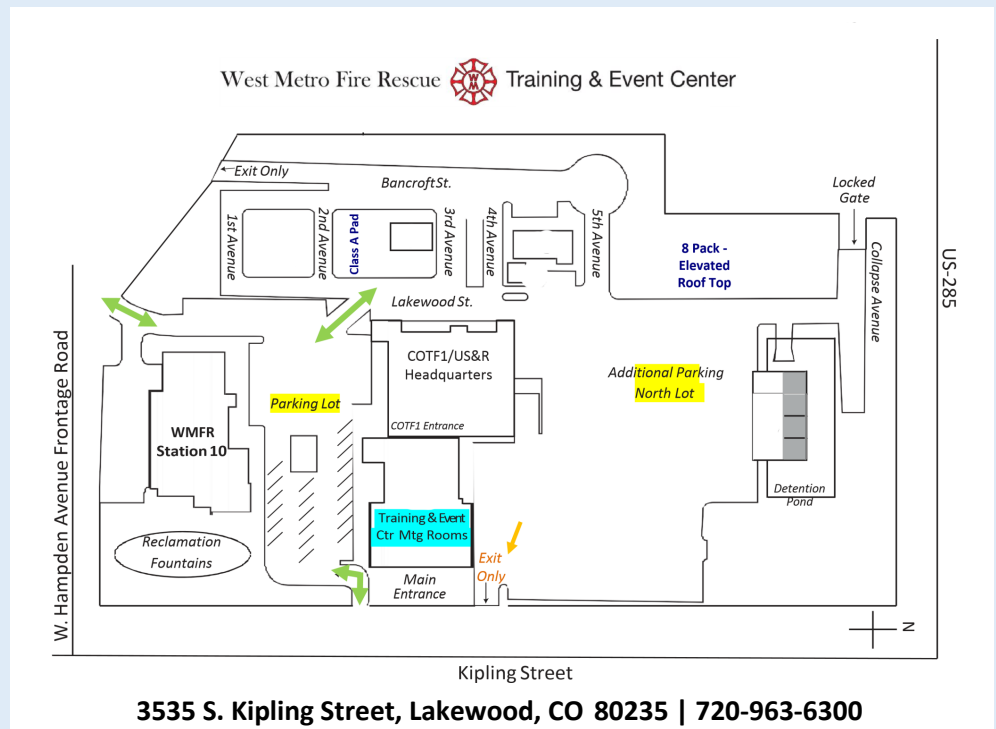 West Metro Fire Rescue
W
M
Training & Event Center
Exit Only
Bancroft St.
Locked
Gate
1st Avenue
2nd Avenue
Class A Pad
3rd Avenue
4th Avenue
5th Avenue
8 Pack -
Elevated
Roof Top
Collapse Avenue
US-285
Lakewood St.
W. Hampden Avenue Frontage Road
COTF1/US&R
Headquarters
Additional Parking
North Lot
Parking Lot
COTF1 Entrance
WMFR
Station 10
Detention
Pond
Training & Event
Ctr Mtg Rooms
Reclamation
Fountains
Exit
Only
Main
Entrance
N
Kipling Street
3535 S. Kipling Street, Lakewood, CO 80235 | 720-963-6300